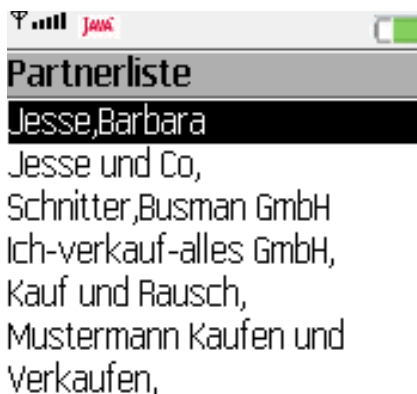 JAVA
Partnerliste
Jesse,Barbara
Jesse und Co,
Schnitter,Busman GmbH
Ich-verkauf-alles GmbH,
Kauf und Rausch,
Mustermann Kaufen und
Verkaufen,